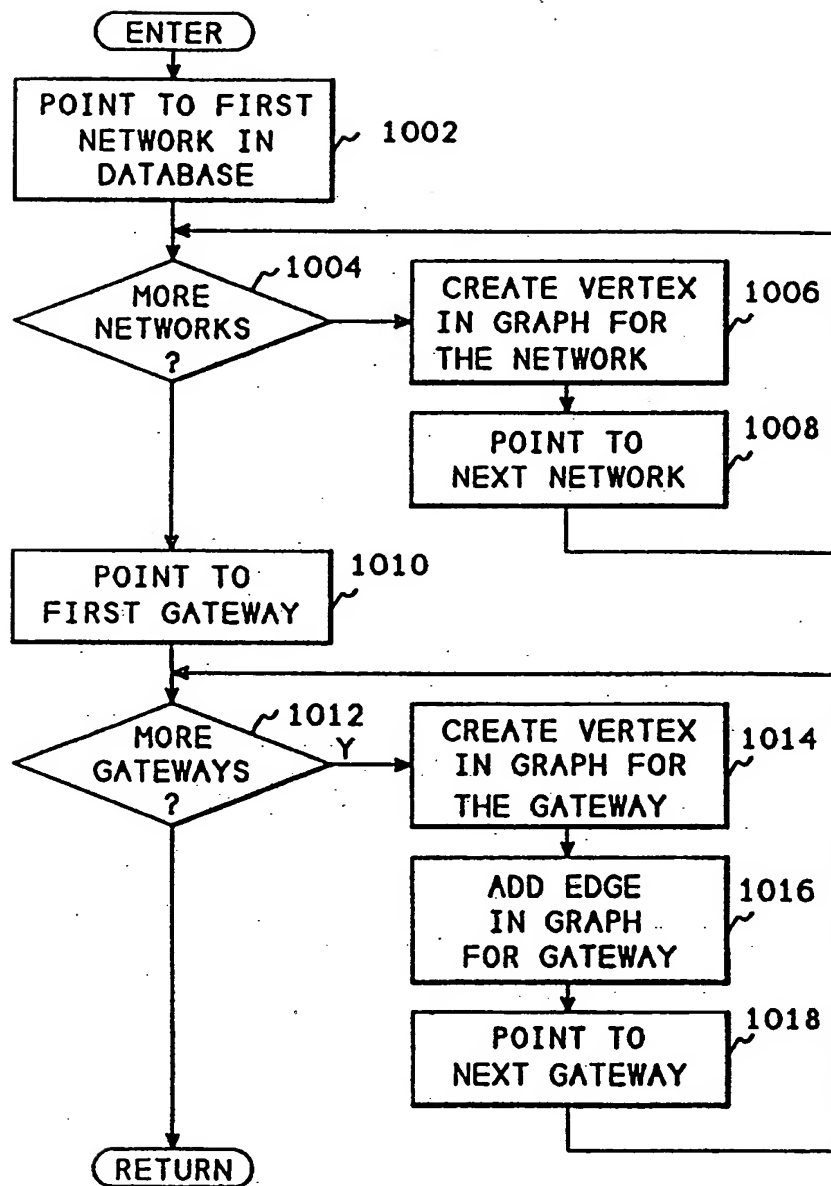 ENTER
POINT TO FIRST
NETWORK IN
DATABASE
1002
1004
MORE
NETWORKS
?
CREATE VERTEX
IN GRAPH FOR
THE NETWORK
1006
POINT TO
NEXT NETWORK
1008
POINT TO
FIRST GATEWAY
1010
1012
MORE
GATEWAYS
?
Y
CREATE VERTEX
IN GRAPH FOR
THE GATEWAY
1014
ADD EDGE
IN GRAPH
FOR GATEWAY
1016
POINT TO
NEXT GATEWAY
1018
RETURN